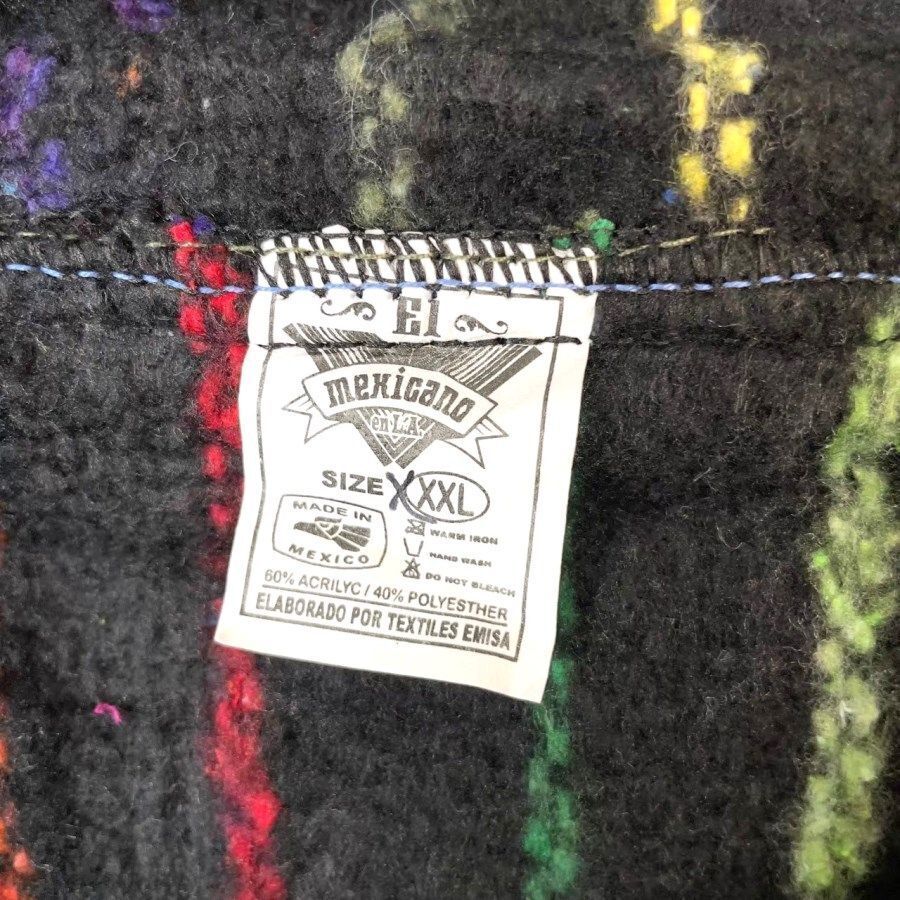 El
mexicano
en L.A.
SIZE XXXL
MADE IN
MEXICO
WARM IRON
HAND WASH
DO NOT BLEACH
60% ACRILYC / 40% POLYESTHER
ELABORADO POR TEXTILES EMISA